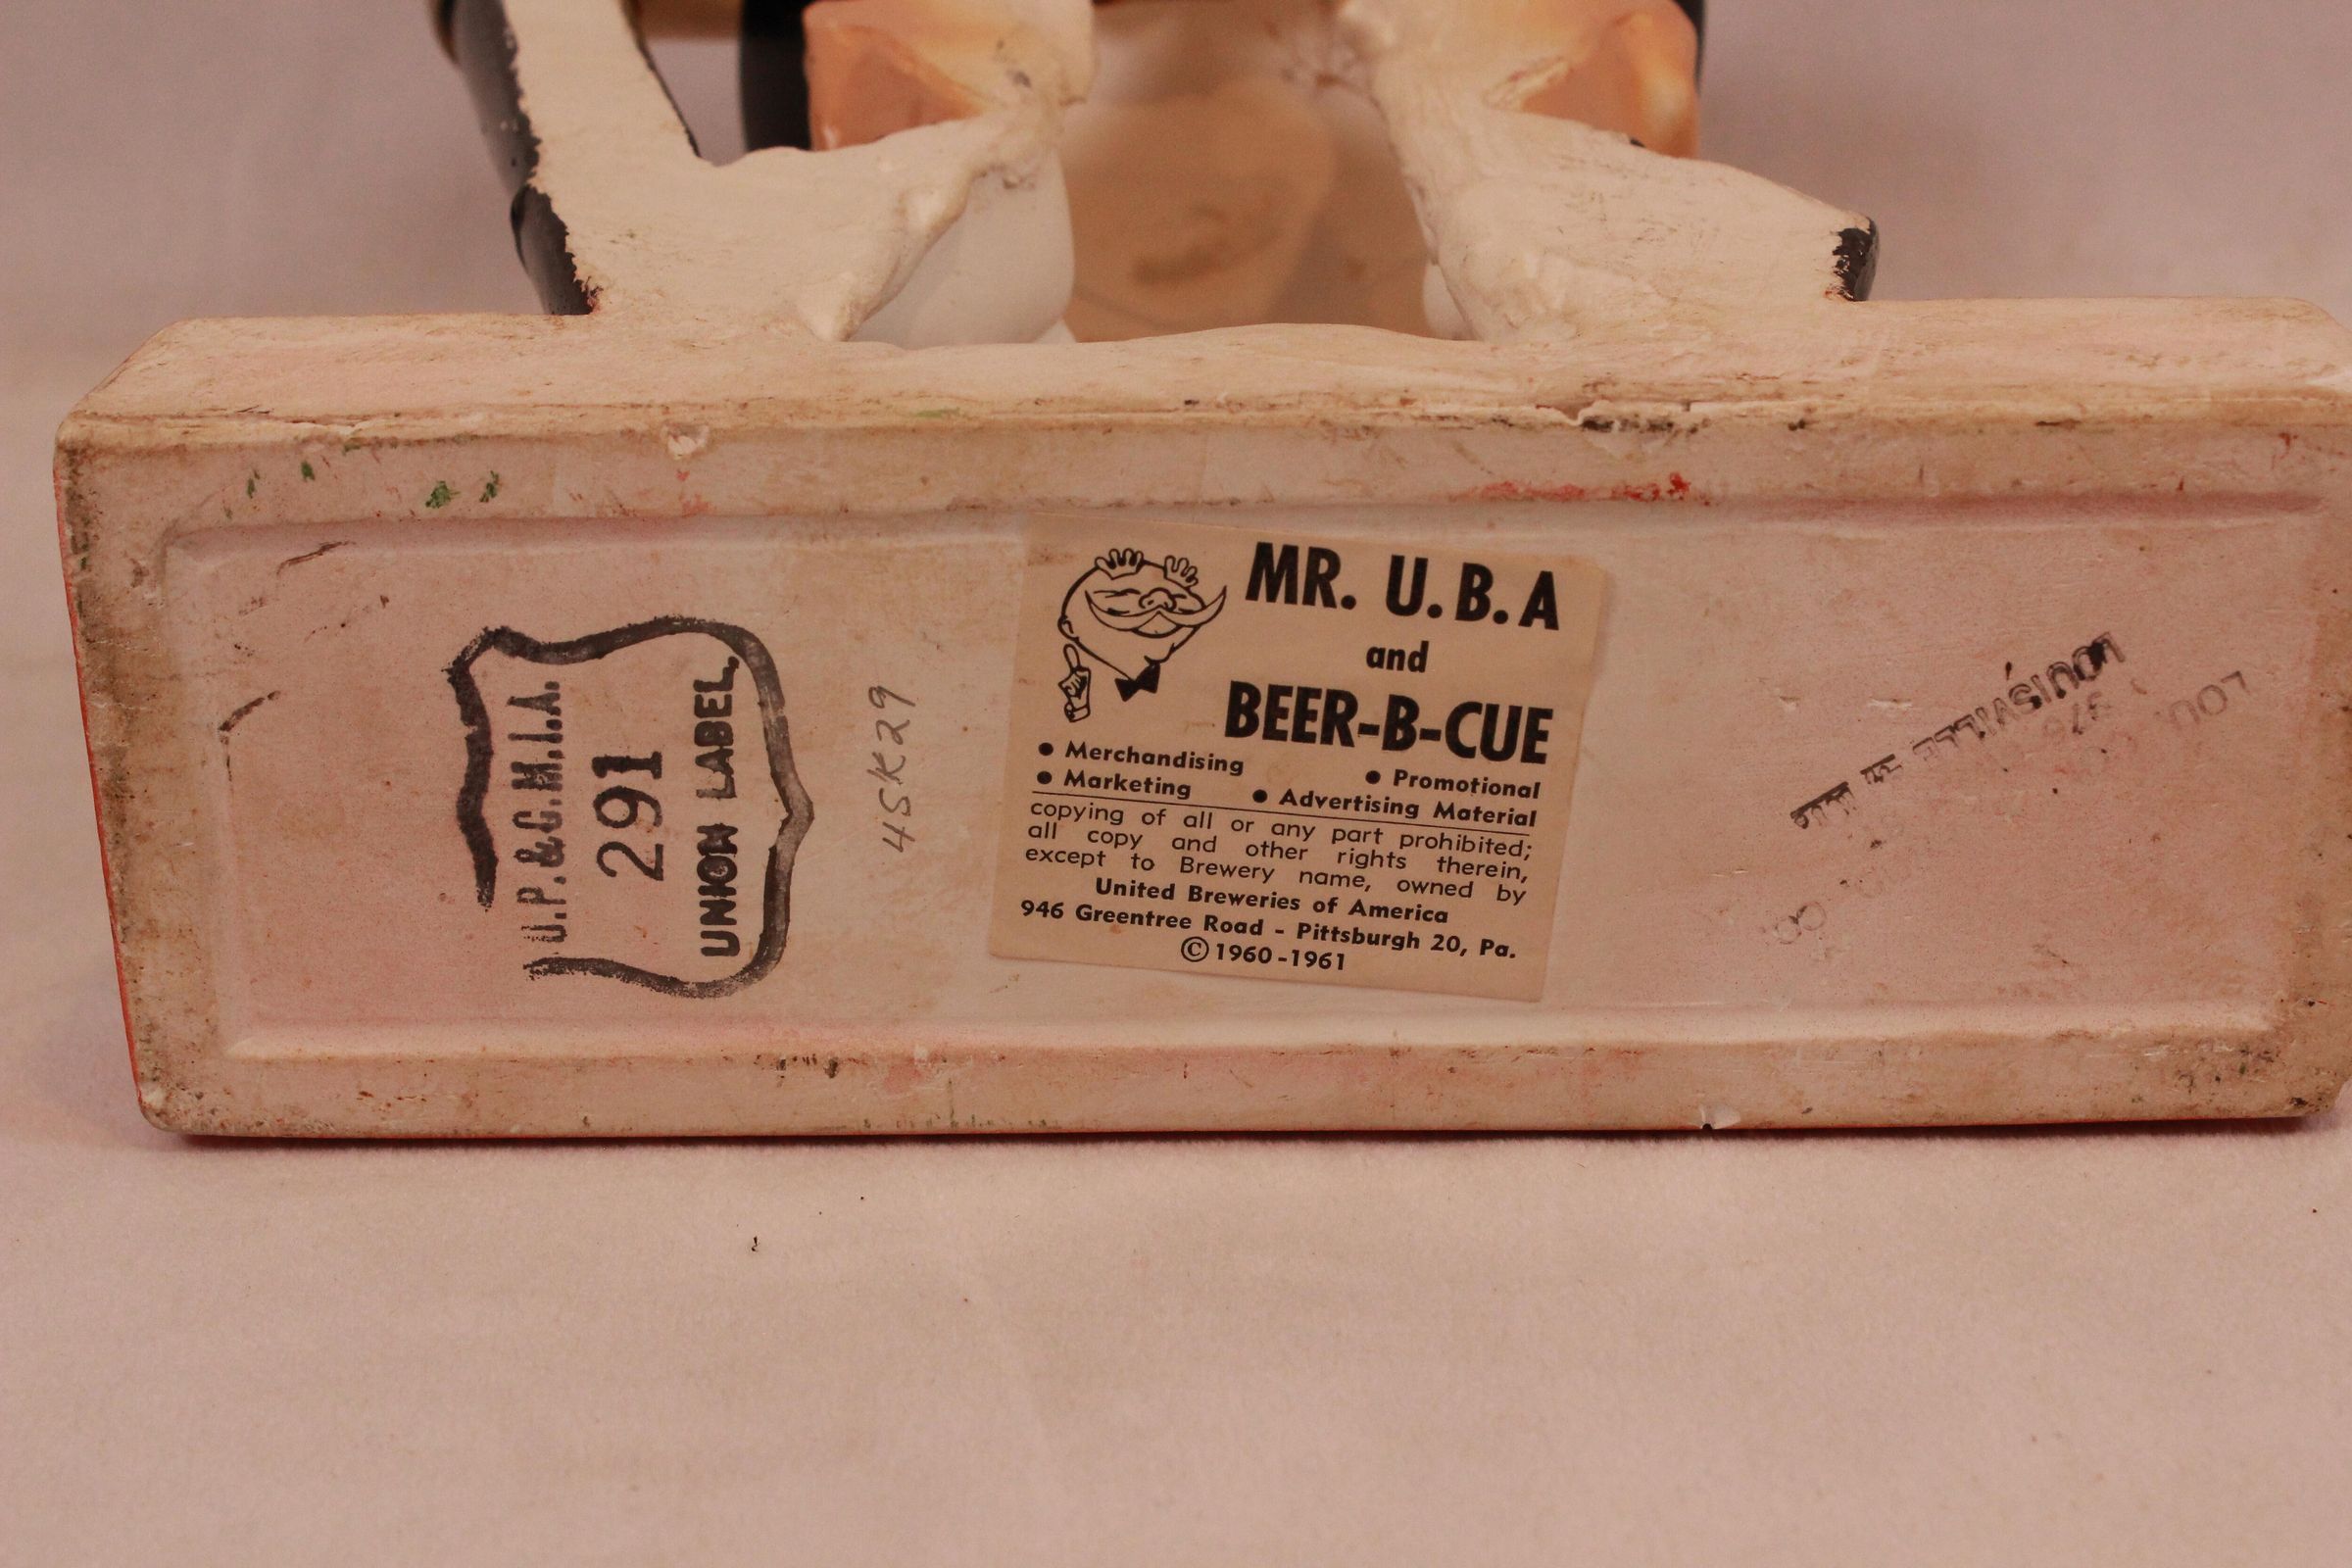 U.P. & C.M.I.A.
291
UNION LABEL
4SK29
MR. U.B.A
and
BEER-B-CUE
• Merchandising • Promotional
• Marketing • Advertising Material
copying of all or any part prohibited;
all copy and other rights therein,
except to Brewery name, owned by
United Breweries of America
946 Greentree Road - Pittsburgh 20, Pa.
© 1960-1961
LOUISVILLE